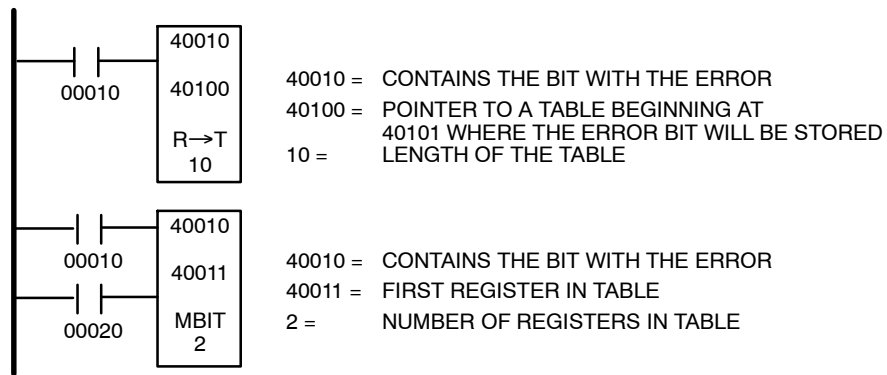 40010
00010
40100
R→T
10
40010 = CONTAINS THE BIT WITH THE ERROR
40100 = POINTER TO A TABLE BEGINNING AT
40101 WHERE THE ERROR BIT WILL BE STORED
10 = LENGTH OF THE TABLE
40010
00010
40011
00020
MBIT
2
40010 = CONTAINS THE BIT WITH THE ERROR
40011 = FIRST REGISTER IN TABLE
2 = NUMBER OF REGISTERS IN TABLE